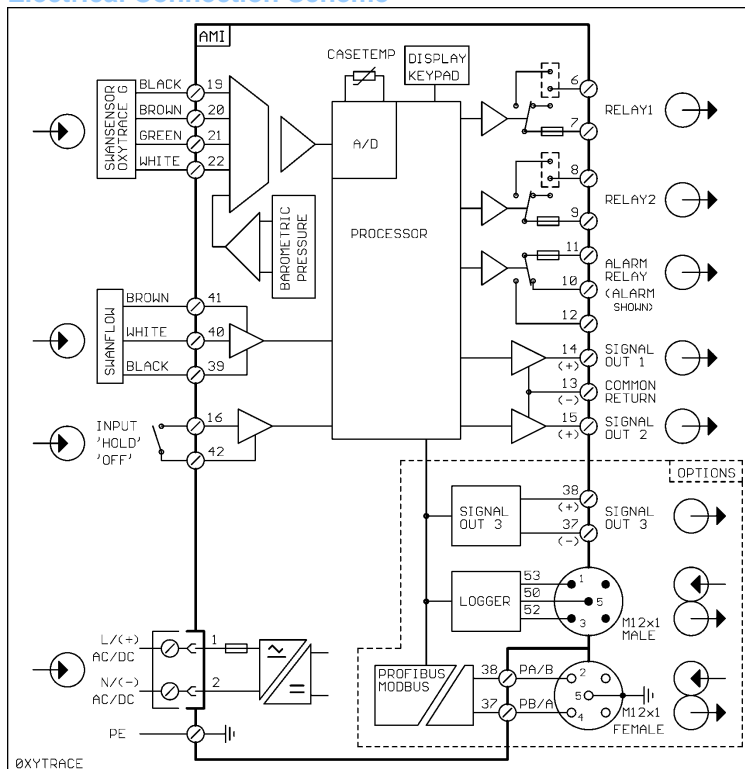 Electrical Connection Scheme
AMI
CASETEMP
DISPLAY
KEYPAD
SWANSENSOR
OXYTRACE G
BLACK 19
BROWN 20
GREEN 21
WHITE 22
A/D
PROCESSOR
BAROMETRIC
PRESSURE
6
7
RELAY1
8
9
RELAY2
11
10
12
ALARM
RELAY
(ALARM
SHOWN)
SWANFLOW
BROWN 41
WHITE 40
BLACK 39
14
(+)
SIGNAL
OUT 1
13
(-)
COMMON
RETURN
15
(+)
SIGNAL
OUT 2
INPUT
'HOLD'
'OFF'
16
42
OPTIONS
SIGNAL
OUT 3
38
(+)
37
(-)
SIGNAL
OUT 3
LOGGER
53
50
52
1
5
3
M12x1
MALE
PROFIBUS
MODBUS
38 PA/B
37 PB/A
2
5
4
M12x1
FEMALE
L/(+)
AC/DC
1
N/(-)
AC/DC
2
PE
OXYTRACE